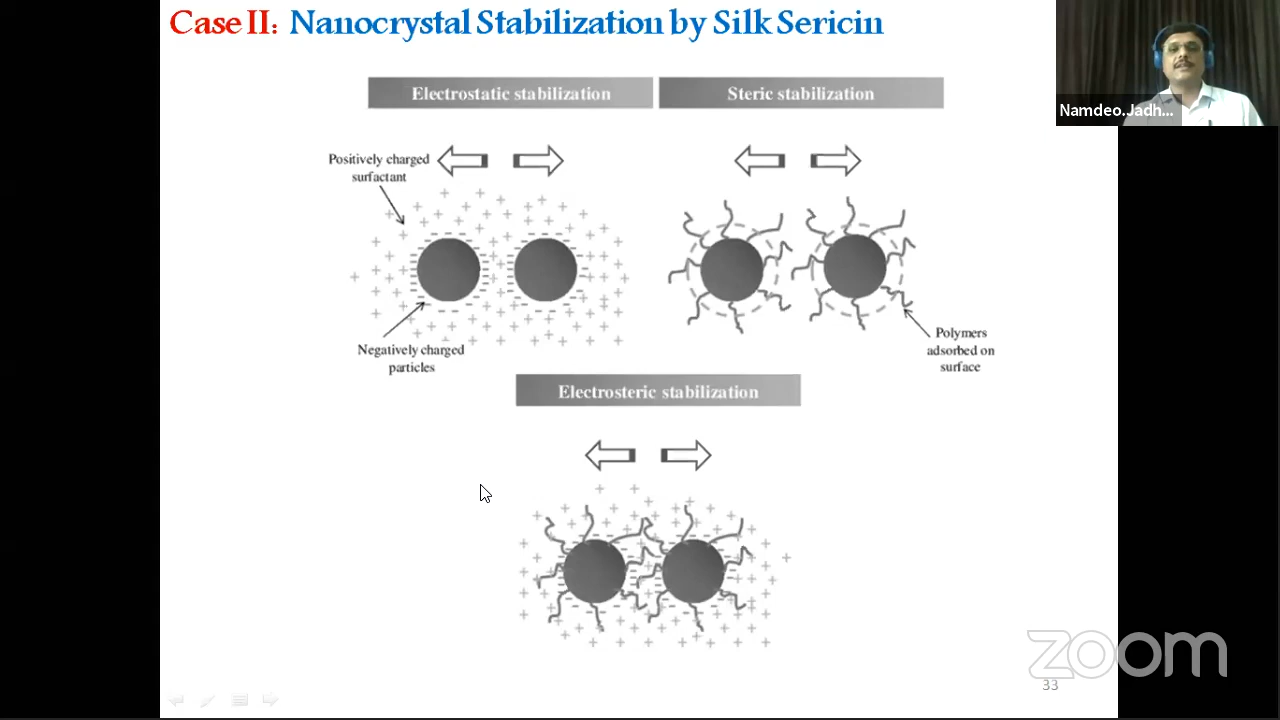 Case II: Nanocrystal Stabilization by Silk Sericin
Namdeo.Jadh...
Electrostatic stabilization
Steric stabilization
Positively charged
surfactant
Negatively charged
particles
Polymers
adsorbed on
surface
Electrosteric stabilization
zoom
33